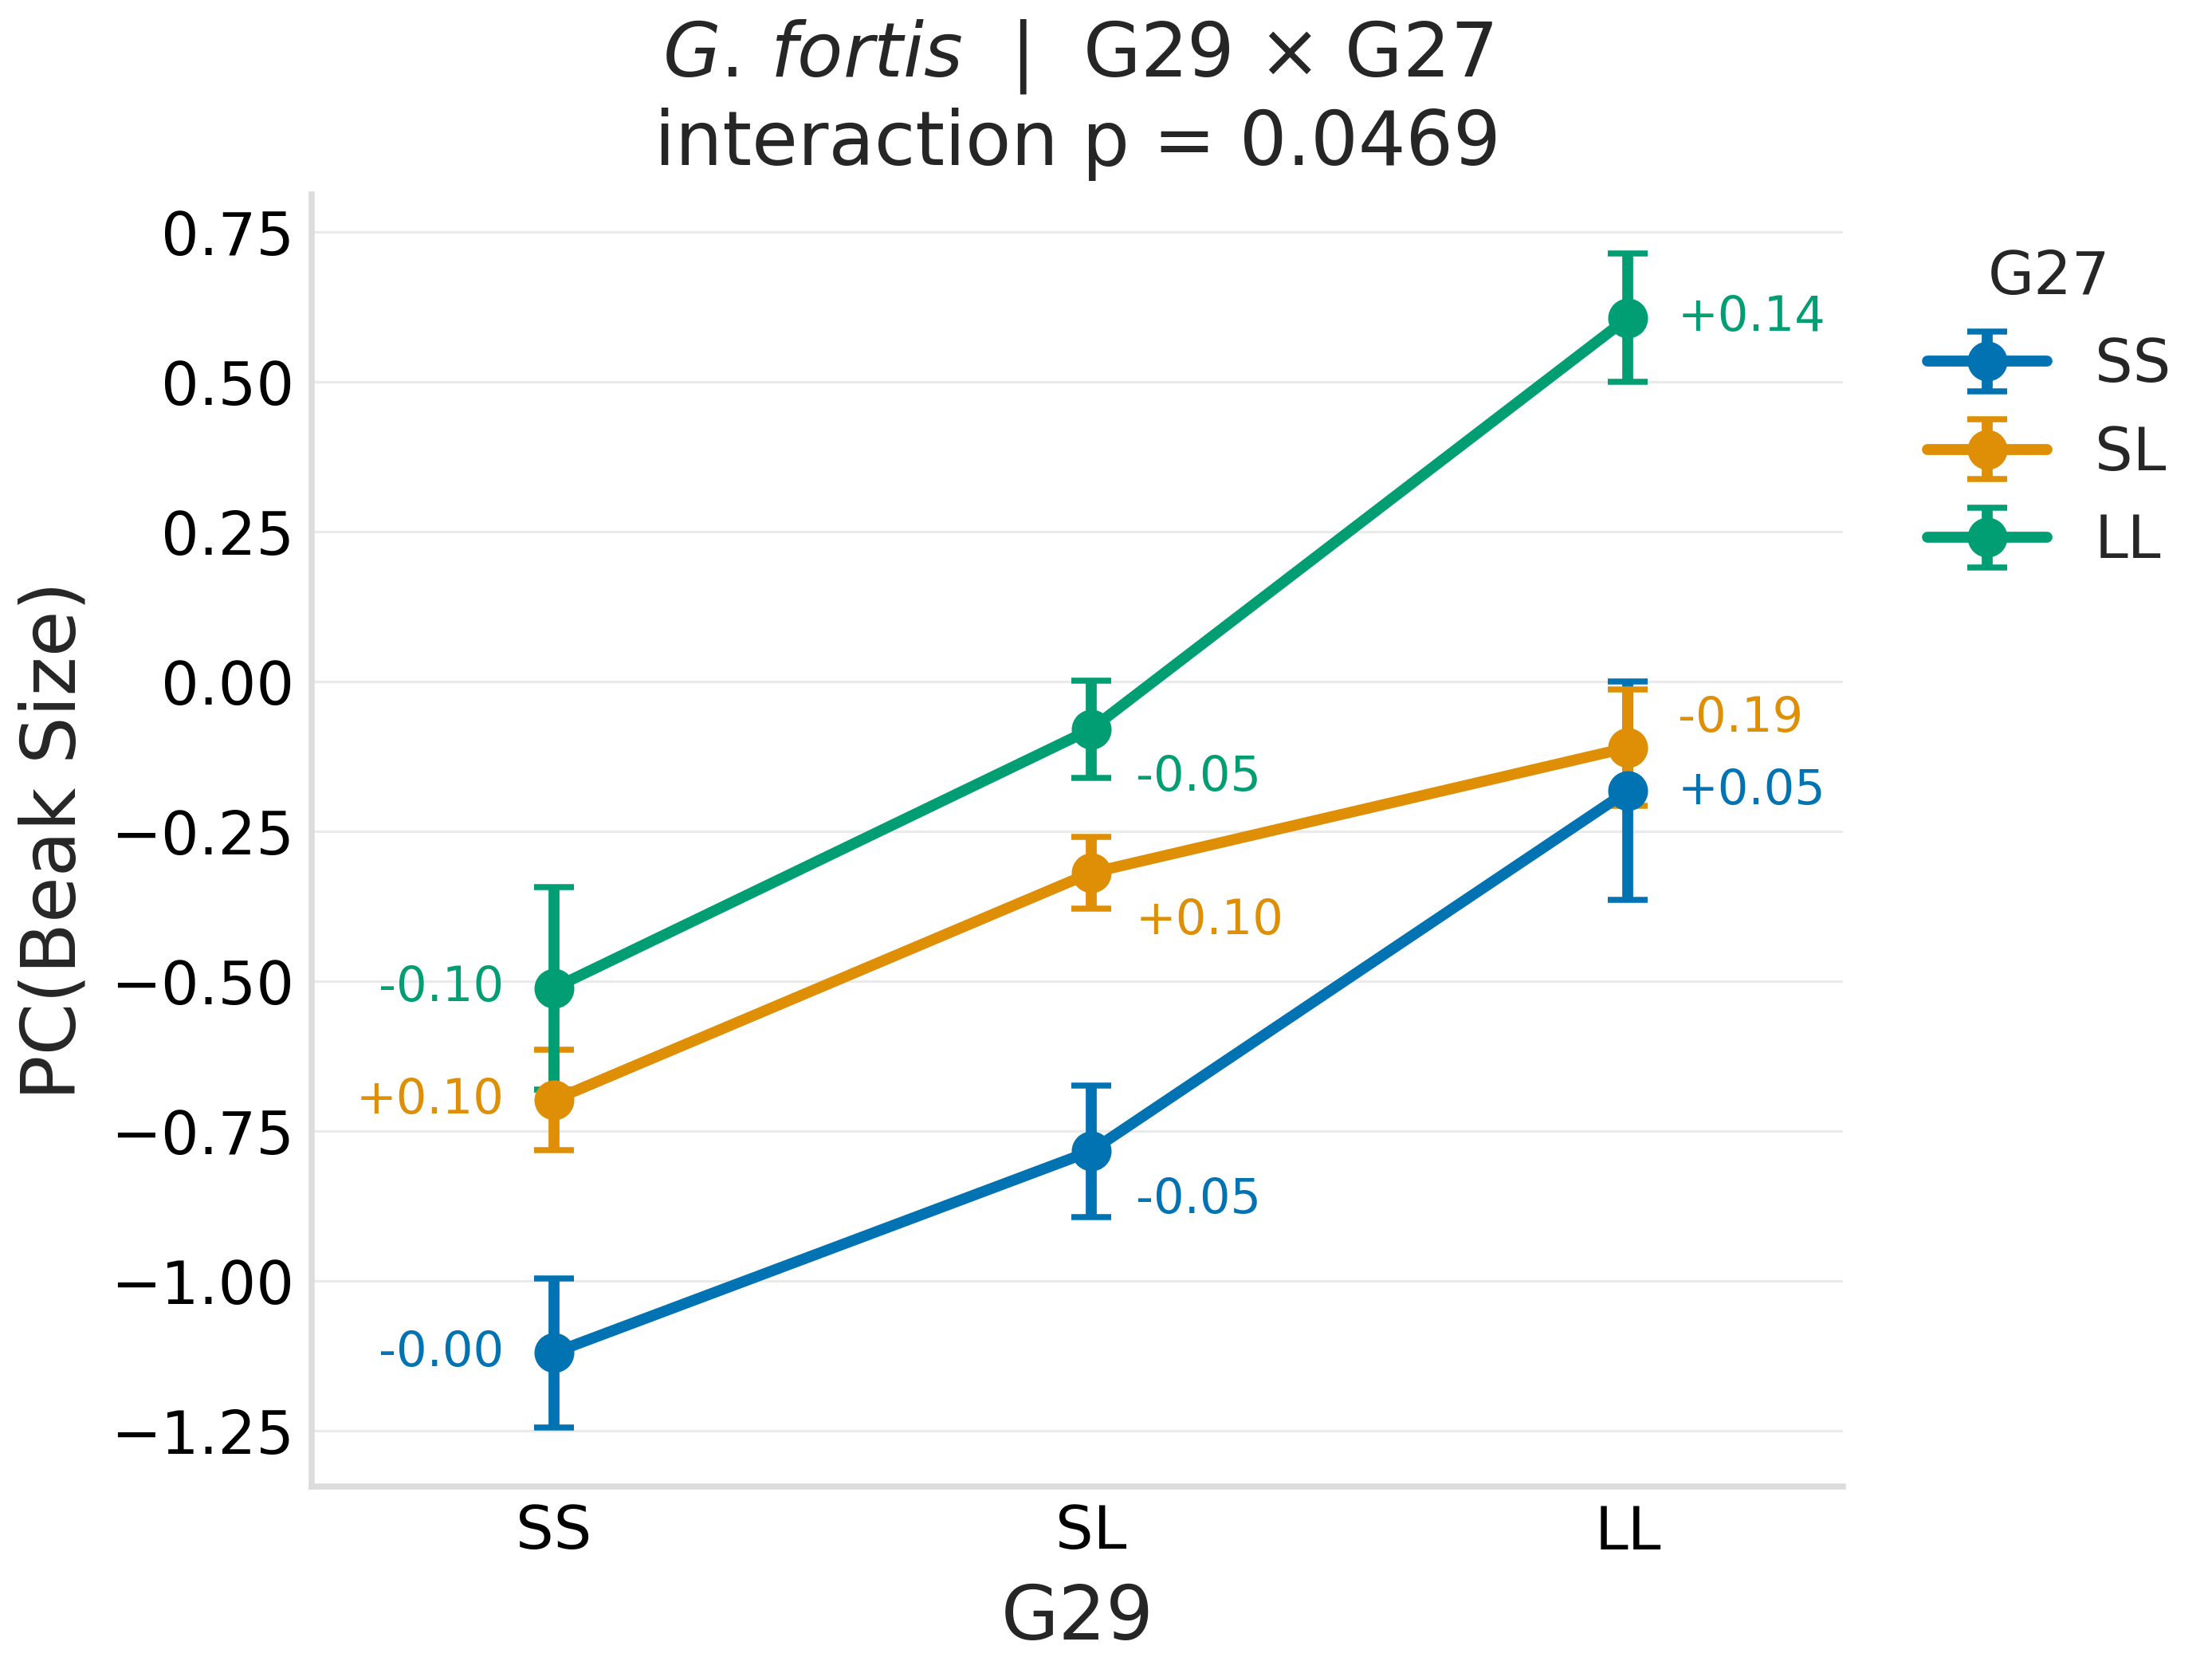 G. fortis | G29 × G27
interaction p = 0.0469
PC(Beak Size)
0.75
0.50
0.25
0.00
−0.25
−0.50
−0.75
−1.00
−1.25
+0.14
-0.19
+0.05
-0.05
+0.10
-0.05
-0.10
+0.10
-0.00
SS
SL
LL
G29
G27
SS
SL
LL